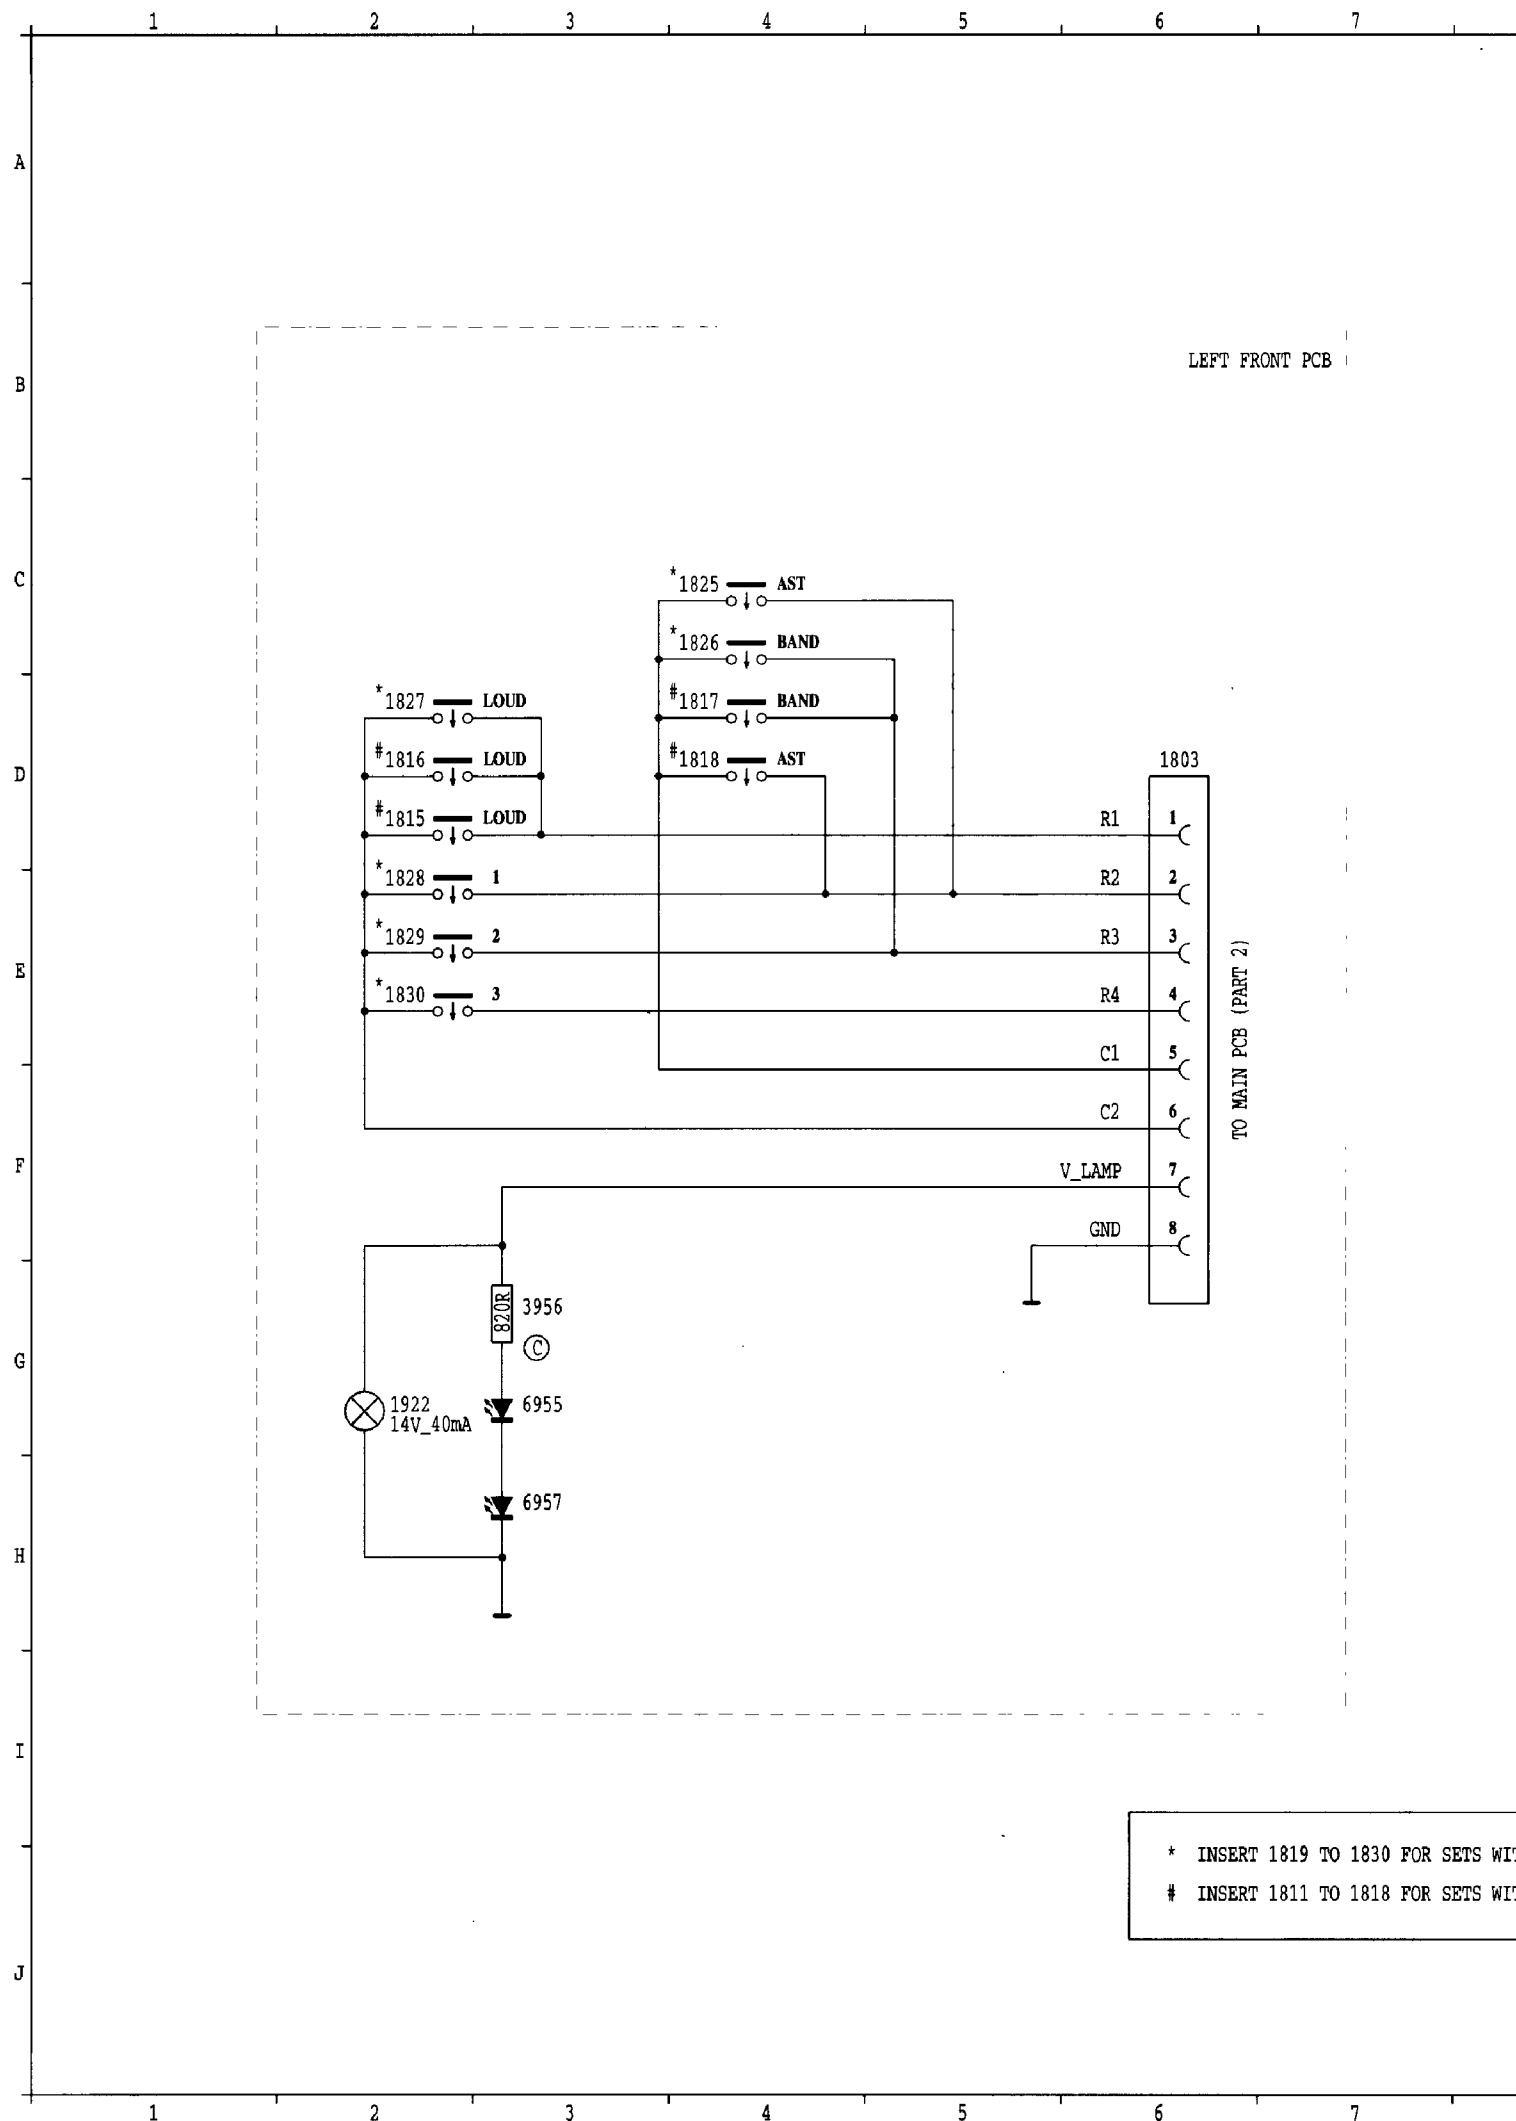 1 2 3 4 5 6 7
A
LEFT FRONT PCB
B
C
*1825 AST
*1826 BAND
*1827 LOUD
#1817 BAND
#1816 LOUD
#1818 AST
D
1803
#1815 LOUD
R1 1
*1828 1
R2 2
*1829 2
R3 3
E
*1830 3
R4 4
TO MAIN PCB (PART 2)
C1 5
C2 6
F
V_LAMP 7
GND 8
820R 3956
C
G
1922
14V_40mA
6955
6957
H
I
* INSERT 1819 TO 1830 FOR SETS
# INSERT 1811 TO 1818 FOR SETS
J
1 2 3 4 5 6 7